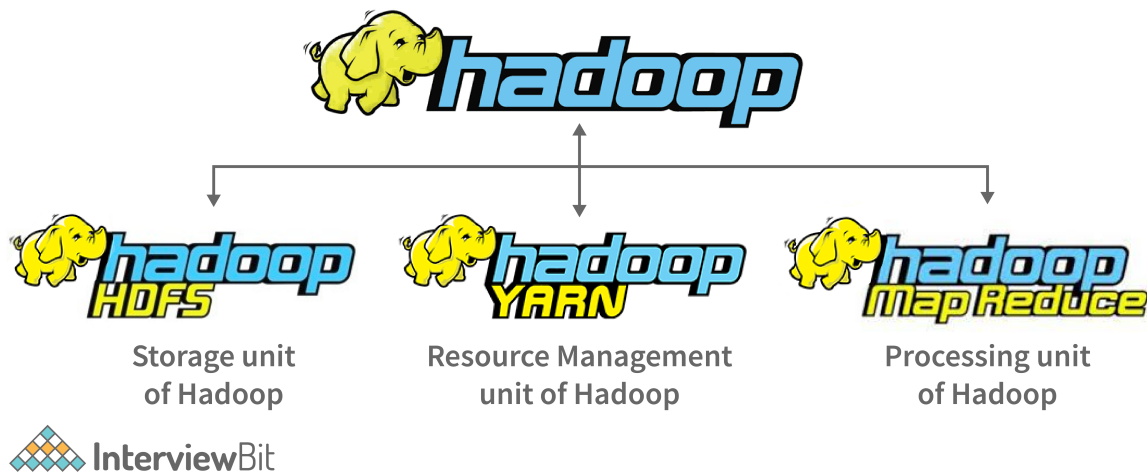 hadoop
hadoop
HDFS
hadoop
YARN
hadoop
Map Reduce
Storage unit
of Hadoop
Resource Management
unit of Hadoop
Processing unit
of Hadoop
InterviewBit